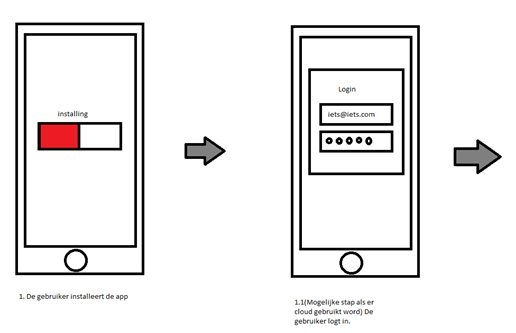 installing
1. De gebruiker installeert de app
Login
iets@iets.com
1.1(Mogelijke stap als er
cloud gebruikt word) De
gebruiker logt in.